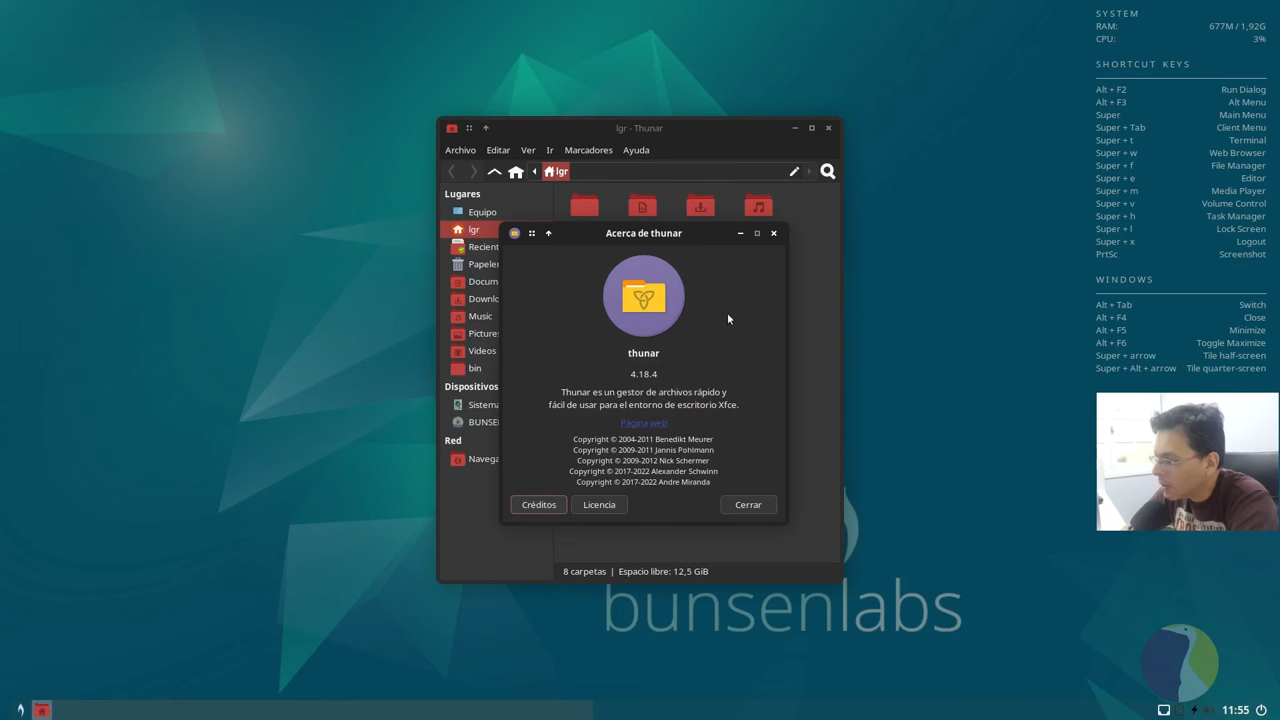 SYSTEM
RAM: 677M / 1,92G
CPU: 3%
SHORTCUT KEYS
Alt + F2 Run Dialog
Alt + F3 Alt Menu
Super Main Menu
Super + Tab Client Menu
Super + t Terminal
Super + w Web Browser
Super + f File Manager
Super + e Editor
Super + m Media Player
Super + v Volume Control
Super + h Task Manager
Super + l Lock Screen
Super + x Logout
PrtSc Screenshot
WINDOWS
Alt + Tab Switch
Alt + F4 Close
Alt + F5 Minimize
Alt + F6 Toggle Maximize
Super + arrow Tile half-screen
Super + Alt + arrow Tile quarter-screen
lgr - Thunar
Archivo Editar Ver Ir Marcadores Ayuda
lgr
Lugares
Equipo
lgr
Recient
Papeler
Docum
Downlo
Music
Pictures
Videos
bin
Dispositivos
Sistema
BUNSE
Red
Navega
8 carpetas | Espacio libre: 12,5 GiB
Acerca de thunar
thunar
4.18.4
Thunar es un gestor de archivos rápido y
fácil de usar para el entorno de escritorio Xfce.
Página web
Copyright © 2004-2011 Benedikt Meurer
Copyright © 2009-2011 Jannis Pohlmann
Copyright © 2009-2012 Nick Schermer
Copyright © 2017-2022 Alexander Schwinn
Copyright © 2017-2022 Andre Miranda
Créditos Licencia Cerrar
bunsenlabs
11:55